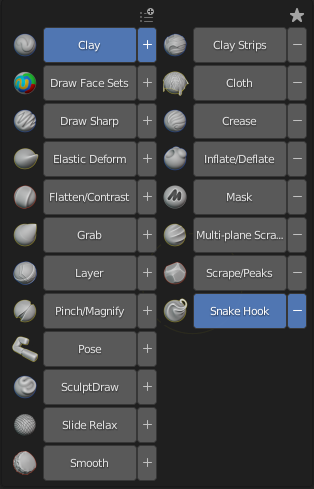 Clay
Draw Face Sets
Draw Sharp
Elastic Deform
Flatten/Contrast
Grab
Layer
Pinch/Magnify
Pose
SculptDraw
Slide Relax
Smooth
Clay Strips
Cloth
Crease
Inflate/Deflate
Mask
Multi-plane Scra...
Scrape/Peaks
Snake Hook